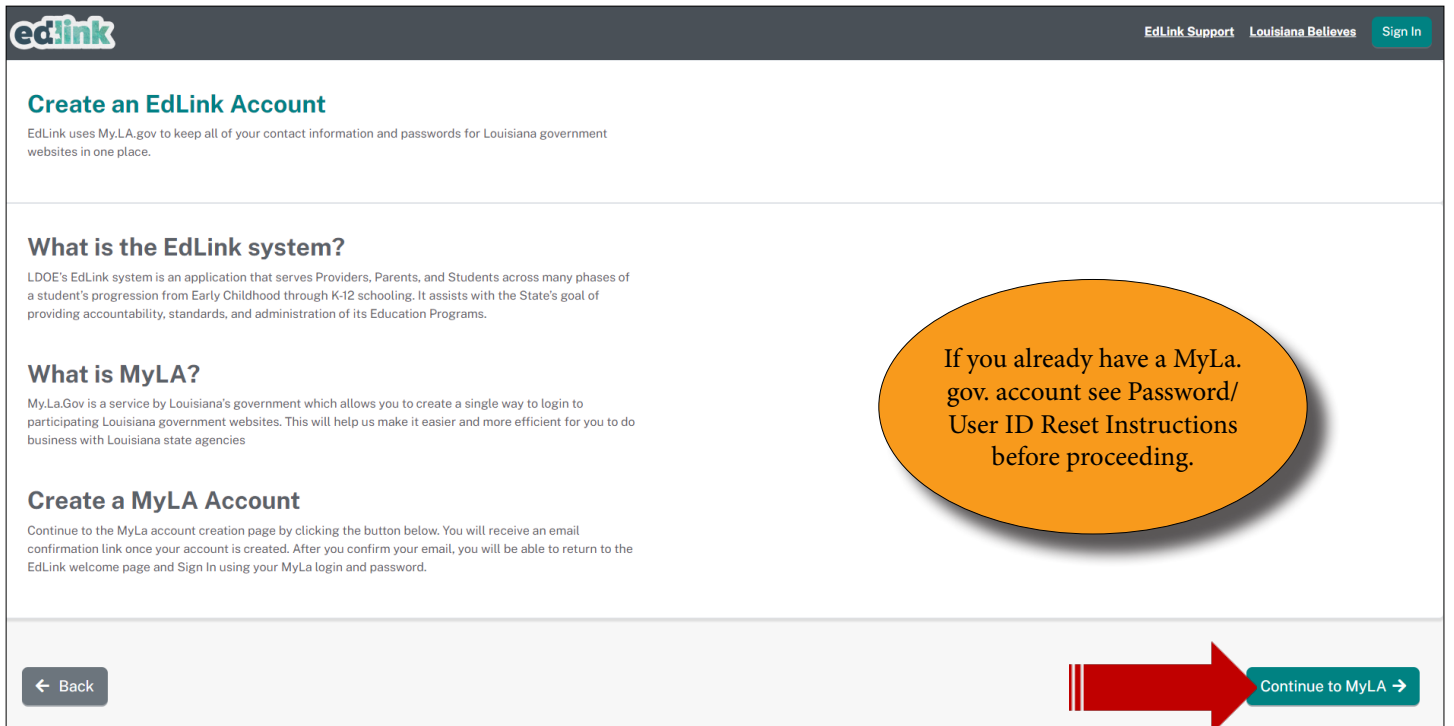 edlink
EdLink Support Louisiana Believes Sign In
Create an EdLink Account
EdLink uses My.LA.gov to keep all of your contact information and passwords for Louisiana government
websites in one place.
What is the EdLink system?
LDOE's EdLink system is an application that serves Providers, Parents, and Students across many phases of
a student's progression from Early Childhood through K-12 schooling. It assists with the State's goal of
providing accountability, standards, and administration of its Education Programs.
What is MyLA?
My.La.Gov is a service by Louisiana's government which allows you to create a single way to login to
participating Louisiana government websites. This will help us make it easier and more efficient for you to do
business with Louisiana state agencies
Create a MyLA Account
Continue to the MyLa account creation page by clicking the button below. You will receive an email
confirmation link once your account is created. After you confirm your email, you will be able to return to the
EdLink welcome page and Sign In using your MyLa login and password.
If you already have a MyLa.
gov. account see Password/
User ID Reset Instructions
before proceeding.
← Back
Continue to MyLA →